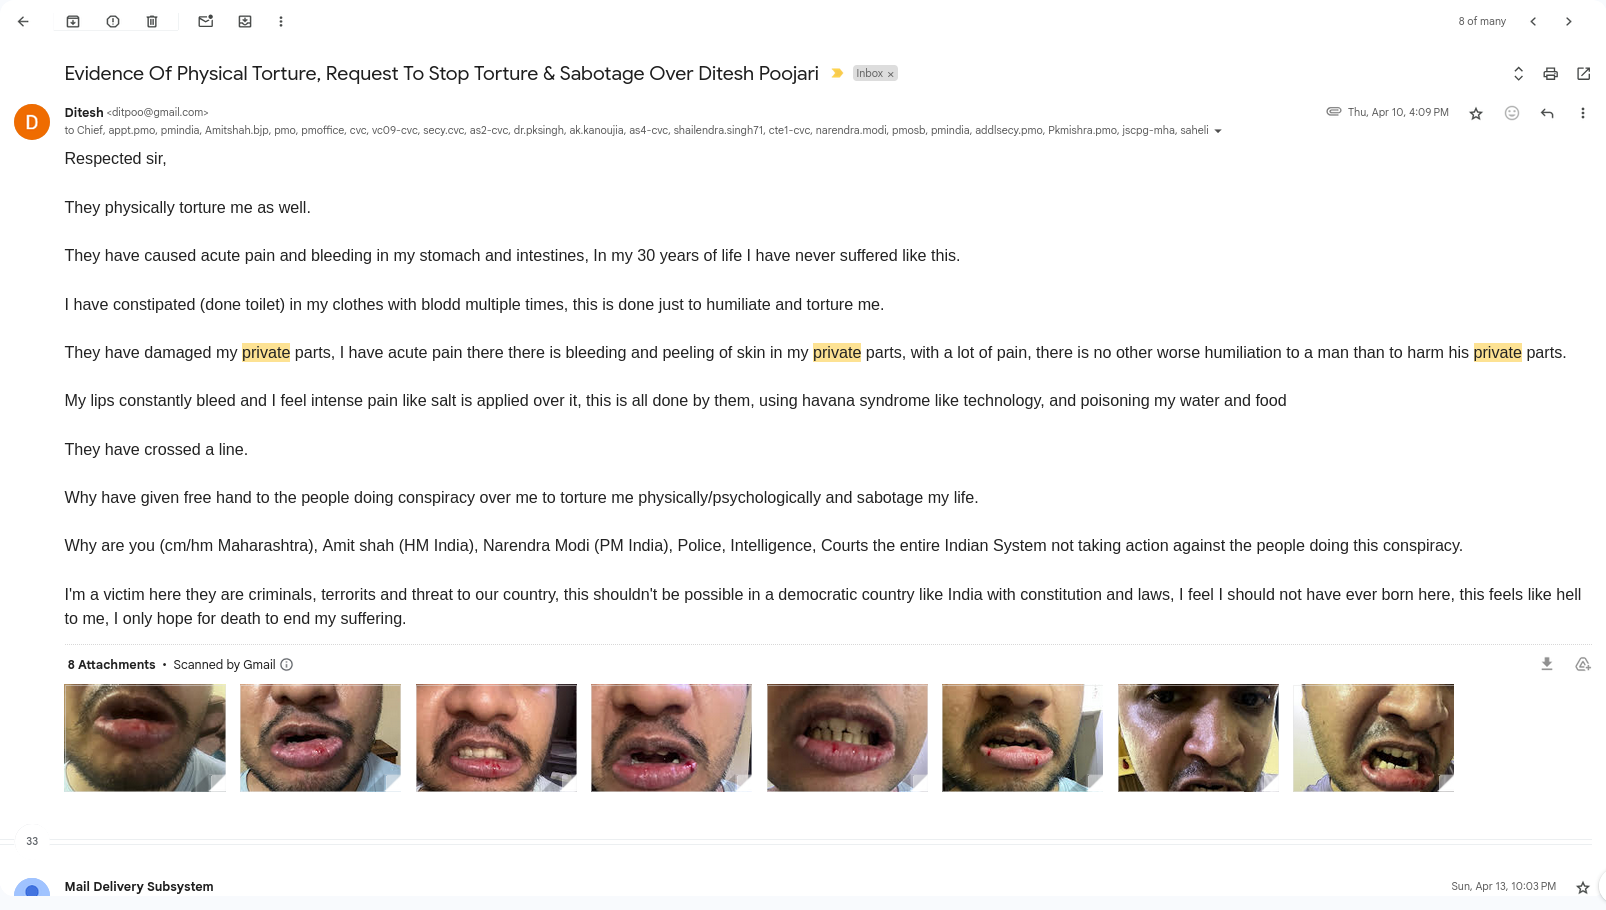 8 of many
Evidence Of Physical Torture, Request To Stop Torture & Sabotage Over Ditesh Poojari Inbox ×
D
Ditesh <ditpoo@gmail.com> Thu, Apr 10, 4:09 PM
to Chief, appt.pmo, pmindia, Amitshah.bjp, pmo, pmoffice, cvc, vc09-cvc, secy.cvc, as2-cvc, dr.pksingh, ak.kanoujia, as4-cvc, shailendra.singh71, cte1-cvc, narendra.modi, pmosb, pmindia, addlsecy.pmo, Pkmishra.pmo, jscpg-mha, saheli
Respected sir,
They physically torture me as well.
They have caused acute pain and bleeding in my stomach and intestines, In my 30 years of life I have never suffered like this.
I have constipated (done toilet) in my clothes with blodd multiple times, this is done just to humiliate and torture me.
They have damaged my private parts, I have acute pain there there is bleeding and peeling of skin in my private parts, with a lot of pain, there is no other worse humiliation to a man than to harm his private parts.
My lips constantly bleed and I feel intense pain like salt is applied over it, this is all done by them, using havana syndrome like technology, and poisoning my water and food
They have crossed a line.
Why have given free hand to the people doing conspiracy over me to torture me physically/psychologically and sabotage my life.
Why are you (cm/hm Maharashtra), Amit shah (HM India), Narendra Modi (PM India), Police, Intelligence, Courts the entire Indian System not taking action against the people doing this conspiracy.
I'm a victim here they are criminals, terrorits and threat to our country, this shouldn't be possible in a democratic country like India with constitution and laws, I feel I should not have ever born here, this feels like hell
to me, I only hope for death to end my suffering.
8 Attachments • Scanned by Gmail
33
Mail Delivery Subsystem Sun, Apr 13, 10:03 PM